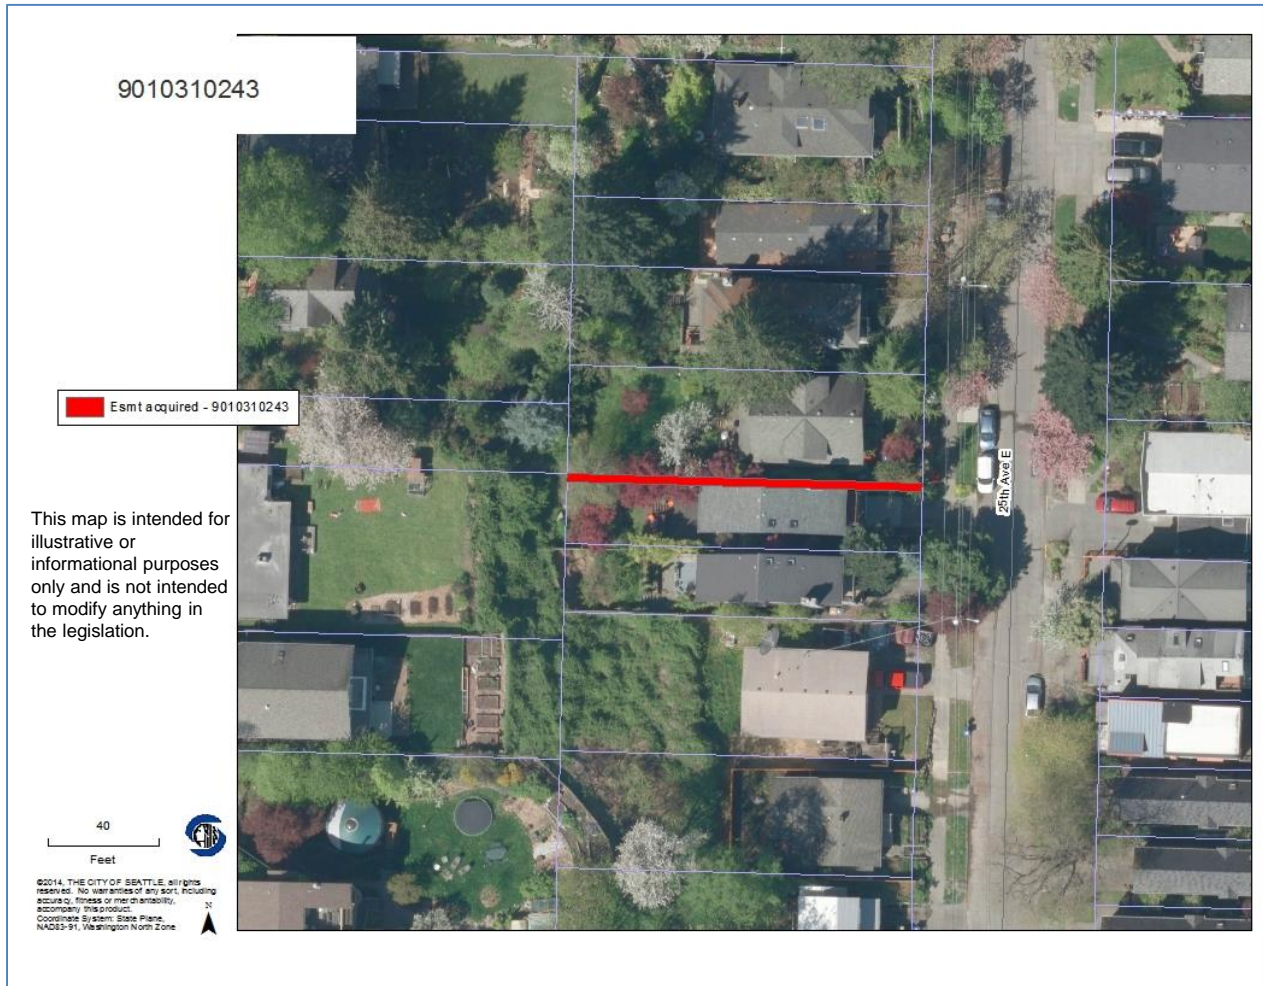 9010310243
Esmt acquired - 9010310243
25th Ave E
This map is intended for
illustrative or
informational purposes
only and is not intended
to modify anything in
the legislation.
40
Feet
©2014, THE CITY OF SEATTLE, all rights
reserved. No warranties of any sort, including
accuracy, fitness or merchantability,
accompany this product.
Coordinate System: State Plane,
NAD83-91, Washington North Zone
N